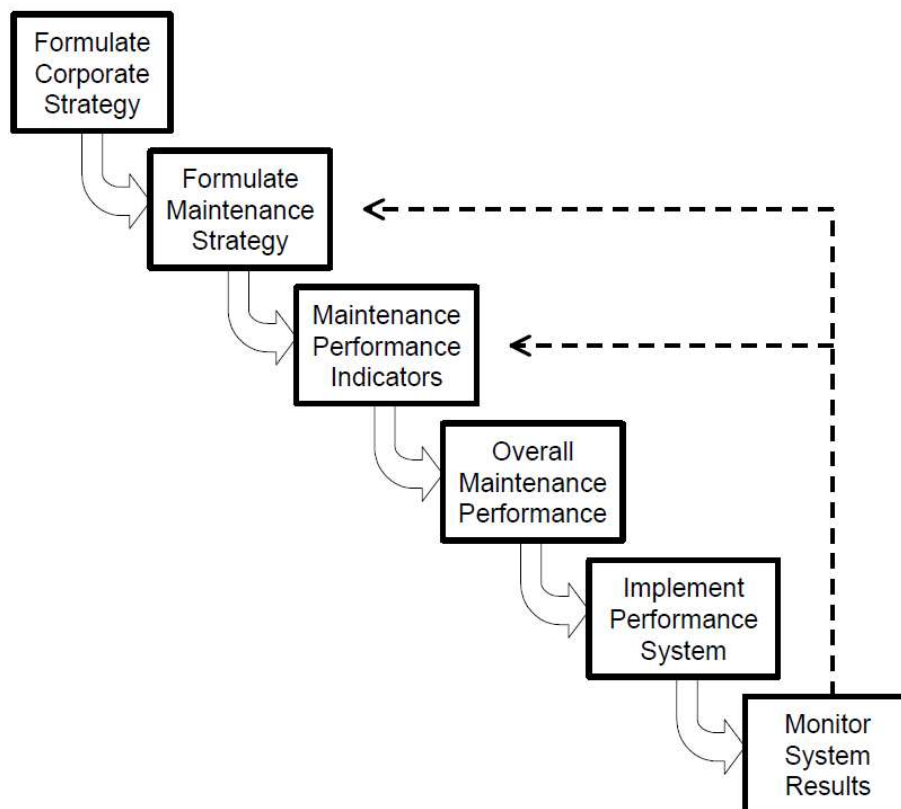 Formulate
Corporate
Strategy
Formulate
Maintenance
Strategy
Maintenance
Performance
Indicators
Overall
Maintenance
Performance
Implement
Performance
System
Monitor
System
Results